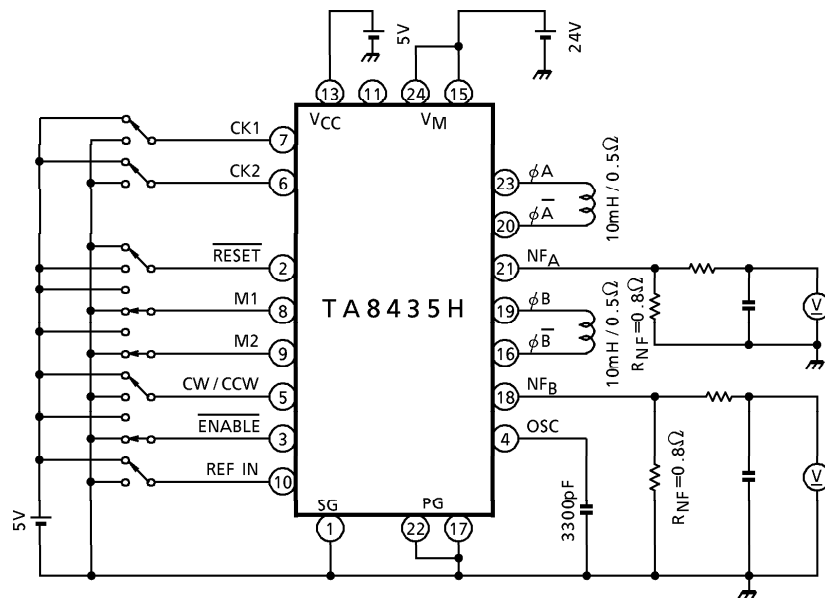 5V
24V
13
11
24
15
VCC
VM
CK1
7
CK2
6
RESET
2
M1
8
M2
9
CW / CCW
5
ENABLE
3
REF IN
10
TA8435H
23
φA
20
φA̅
10mH / 0.5Ω
21
NFA
19
φB
16
φB̅
10mH / 0.5Ω
RNF=0.8Ω
V
18
NFB
4
OSC
3300pF
RNF=0.8Ω
V
5V
SG
PG
1
22
17